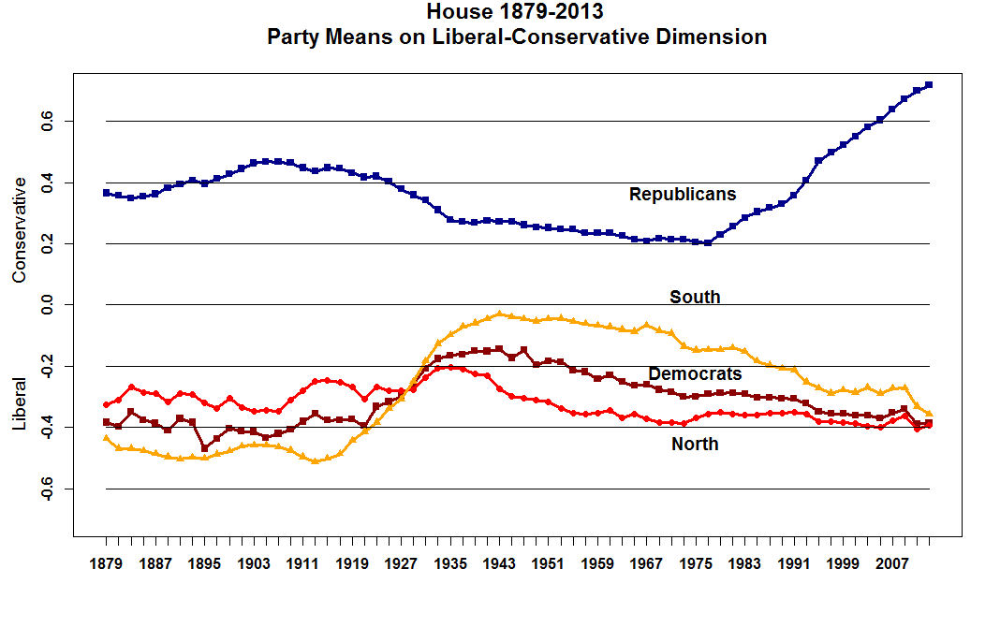 House 1879-2013
Party Means on Liberal-Conservative Dimension
Conservative
Liberal
0.6
0.4
0.2
0.0
-0.2
-0.4
-0.6
Republicans
South
Democrats
North
1879 1887 1895 1903 1911 1919 1927 1935 1943 1951 1959 1967 1975 1983 1991 1999 2007